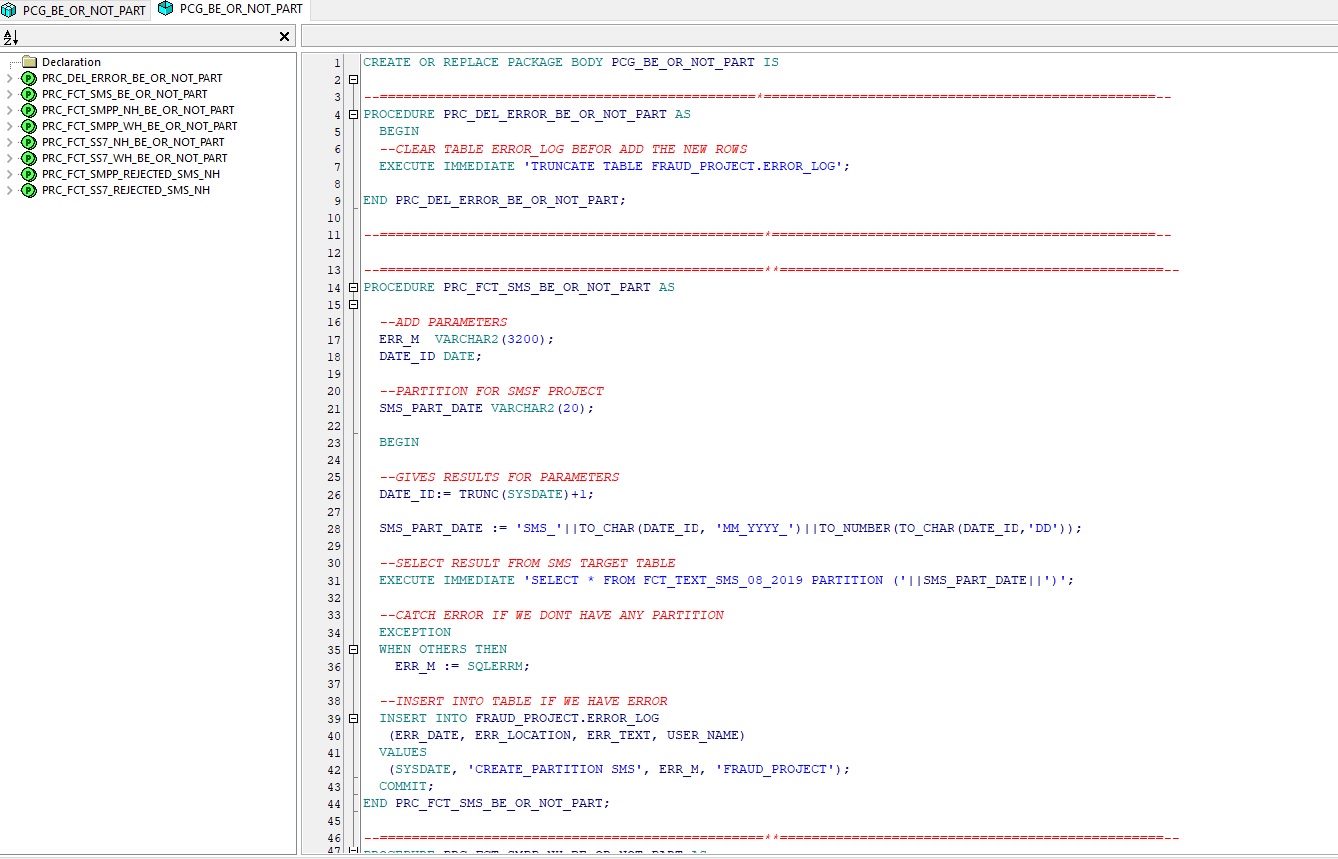 PCG_BE_OR_NOT_PART
PCG_BE_OR_NOT_PART
Declaration
PRC_DEL_ERROR_BE_OR_NOT_PART
PRC_FCT_SMS_BE_OR_NOT_PART
PRC_FCT_SMPP_NH_BE_OR_NOT_PART
PRC_FCT_SMPP_WH_BE_OR_NOT_PART
PRC_FCT_SS7_NH_BE_OR_NOT_PART
PRC_FCT_SS7_WH_BE_OR_NOT_PART
PRC_FCT_SMPP_REJECTED_SMS_NH
PRC_FCT_SS7_REJECTED_SMS_NH
1 CREATE OR REPLACE PACKAGE BODY PCG_BE_OR_NOT_PART IS
2
3 --===============================================*=================================================--
4 PROCEDURE PRC_DEL_ERROR_BE_OR_NOT_PART AS
5 BEGIN
6 --CLEAR TABLE ERROR_LOG BEFOR ADD THE NEW ROWS
7 EXECUTE IMMEDIATE 'TRUNCATE TABLE FRAUD_PROJECT.ERROR_LOG';
8
9 END PRC_DEL_ERROR_BE_OR_NOT_PART;
10
11 --================================================*================================================--
12
13 --================================================**================================================--
14 PROCEDURE PRC_FCT_SMS_BE_OR_NOT_PART AS
15
16 --ADD PARAMETERS
17 ERR_M VARCHAR2(3200);
18 DATE_ID DATE;
19
20 --PARTITION FOR SMSF PROJECT
21 SMS_PART_DATE VARCHAR2(20);
22
23 BEGIN
24
25 --GIVES RESULTS FOR PARAMETERS
26 DATE_ID:= TRUNC(SYSDATE)+1;
27
28 SMS_PART_DATE := 'SMS_'||TO_CHAR(DATE_ID, 'MM_YYYY_')||TO_NUMBER(TO_CHAR(DATE_ID,'DD'));
29
30 --SELECT RESULT FROM SMS TARGET TABLE
31 EXECUTE IMMEDIATE 'SELECT * FROM FCT_TEXT_SMS_08_2019 PARTITION ('||SMS_PART_DATE||')';
32
33 --CATCH ERROR IF WE DONT HAVE ANY PARTITION
34 EXCEPTION
35 WHEN OTHERS THEN
36 ERR_M := SQLERRM;
37
38 --INSERT INTO TABLE IF WE HAVE ERROR
39 INSERT INTO FRAUD_PROJECT.ERROR_LOG
40 (ERR_DATE, ERR_LOCATION, ERR_TEXT, USER_NAME)
41 VALUES
42 (SYSDATE, 'CREATE_PARTITION SMS', ERR_M, 'FRAUD_PROJECT');
43 COMMIT;
44 END PRC_FCT_SMS_BE_OR_NOT_PART;
45
46 --================================================**================================================--
47 PROCEDURE PRC_FCT_SMPP_NH_BE_OR_NOT_PART AS